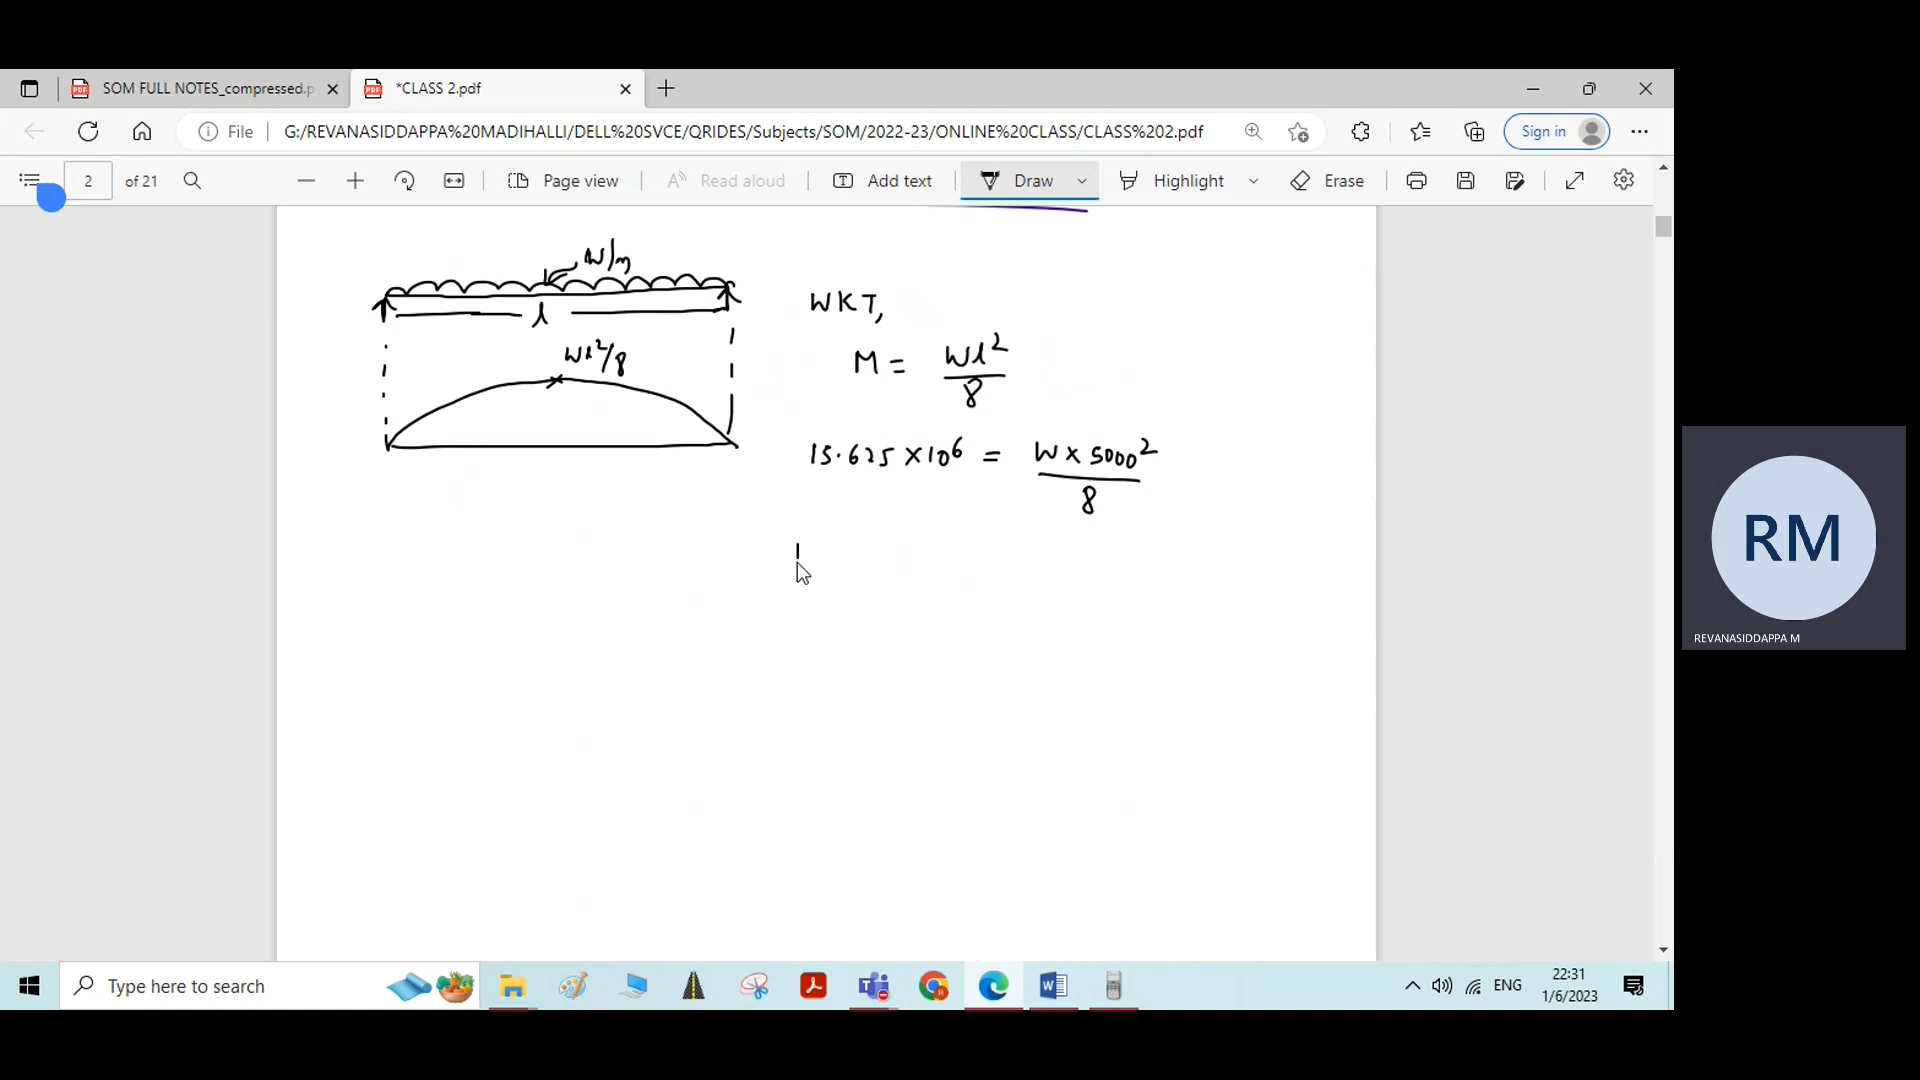 SOM FULL NOTES_compressed.p
*CLASS 2.pdf
File
G:/REVANASIDDAPPA%20MADIHALLI/DELL%20SVCE/QRIDES/Subjects/SOM/2022-23/ONLINE%20CLASS/CLASS%202.pdf
Sign in
2 of 21
Page view
Read aloud
Add text
Draw
Highlight
Erase
W/m
l
Wl²/8
WKT,
M = Wl²/8
15.625 × 10⁶ = W × 5000²/8
RM
REVANASIDDAPPA M
Type here to search
ENG
22:31
1/6/2023